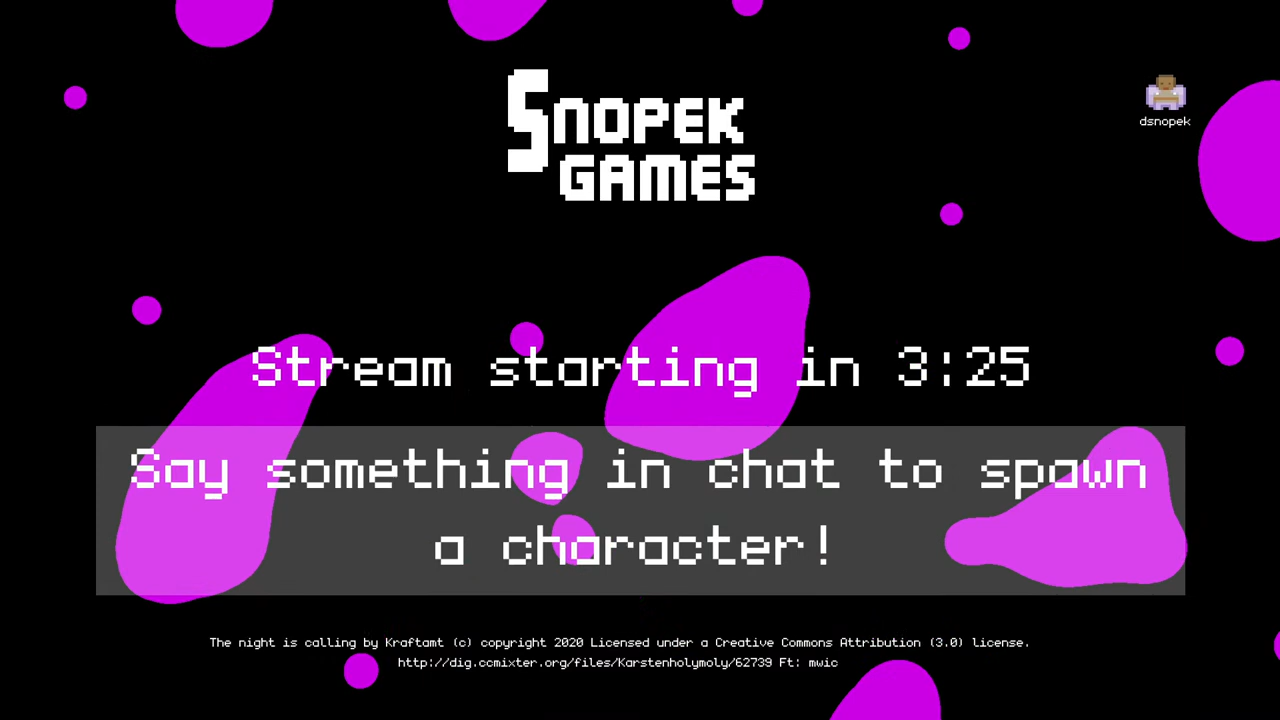 SNOPEK
GAMES
dsnopek
Stream starting in 3:25
Say something in chat to spawn
a character!
The night is calling by Kraftamt (c) copyright 2020 Licensed under a Creative Commons Attribution (3.0) license.
http://dig.ccmixter.org/files/Karstenholymoly/62739 Ft: mwic